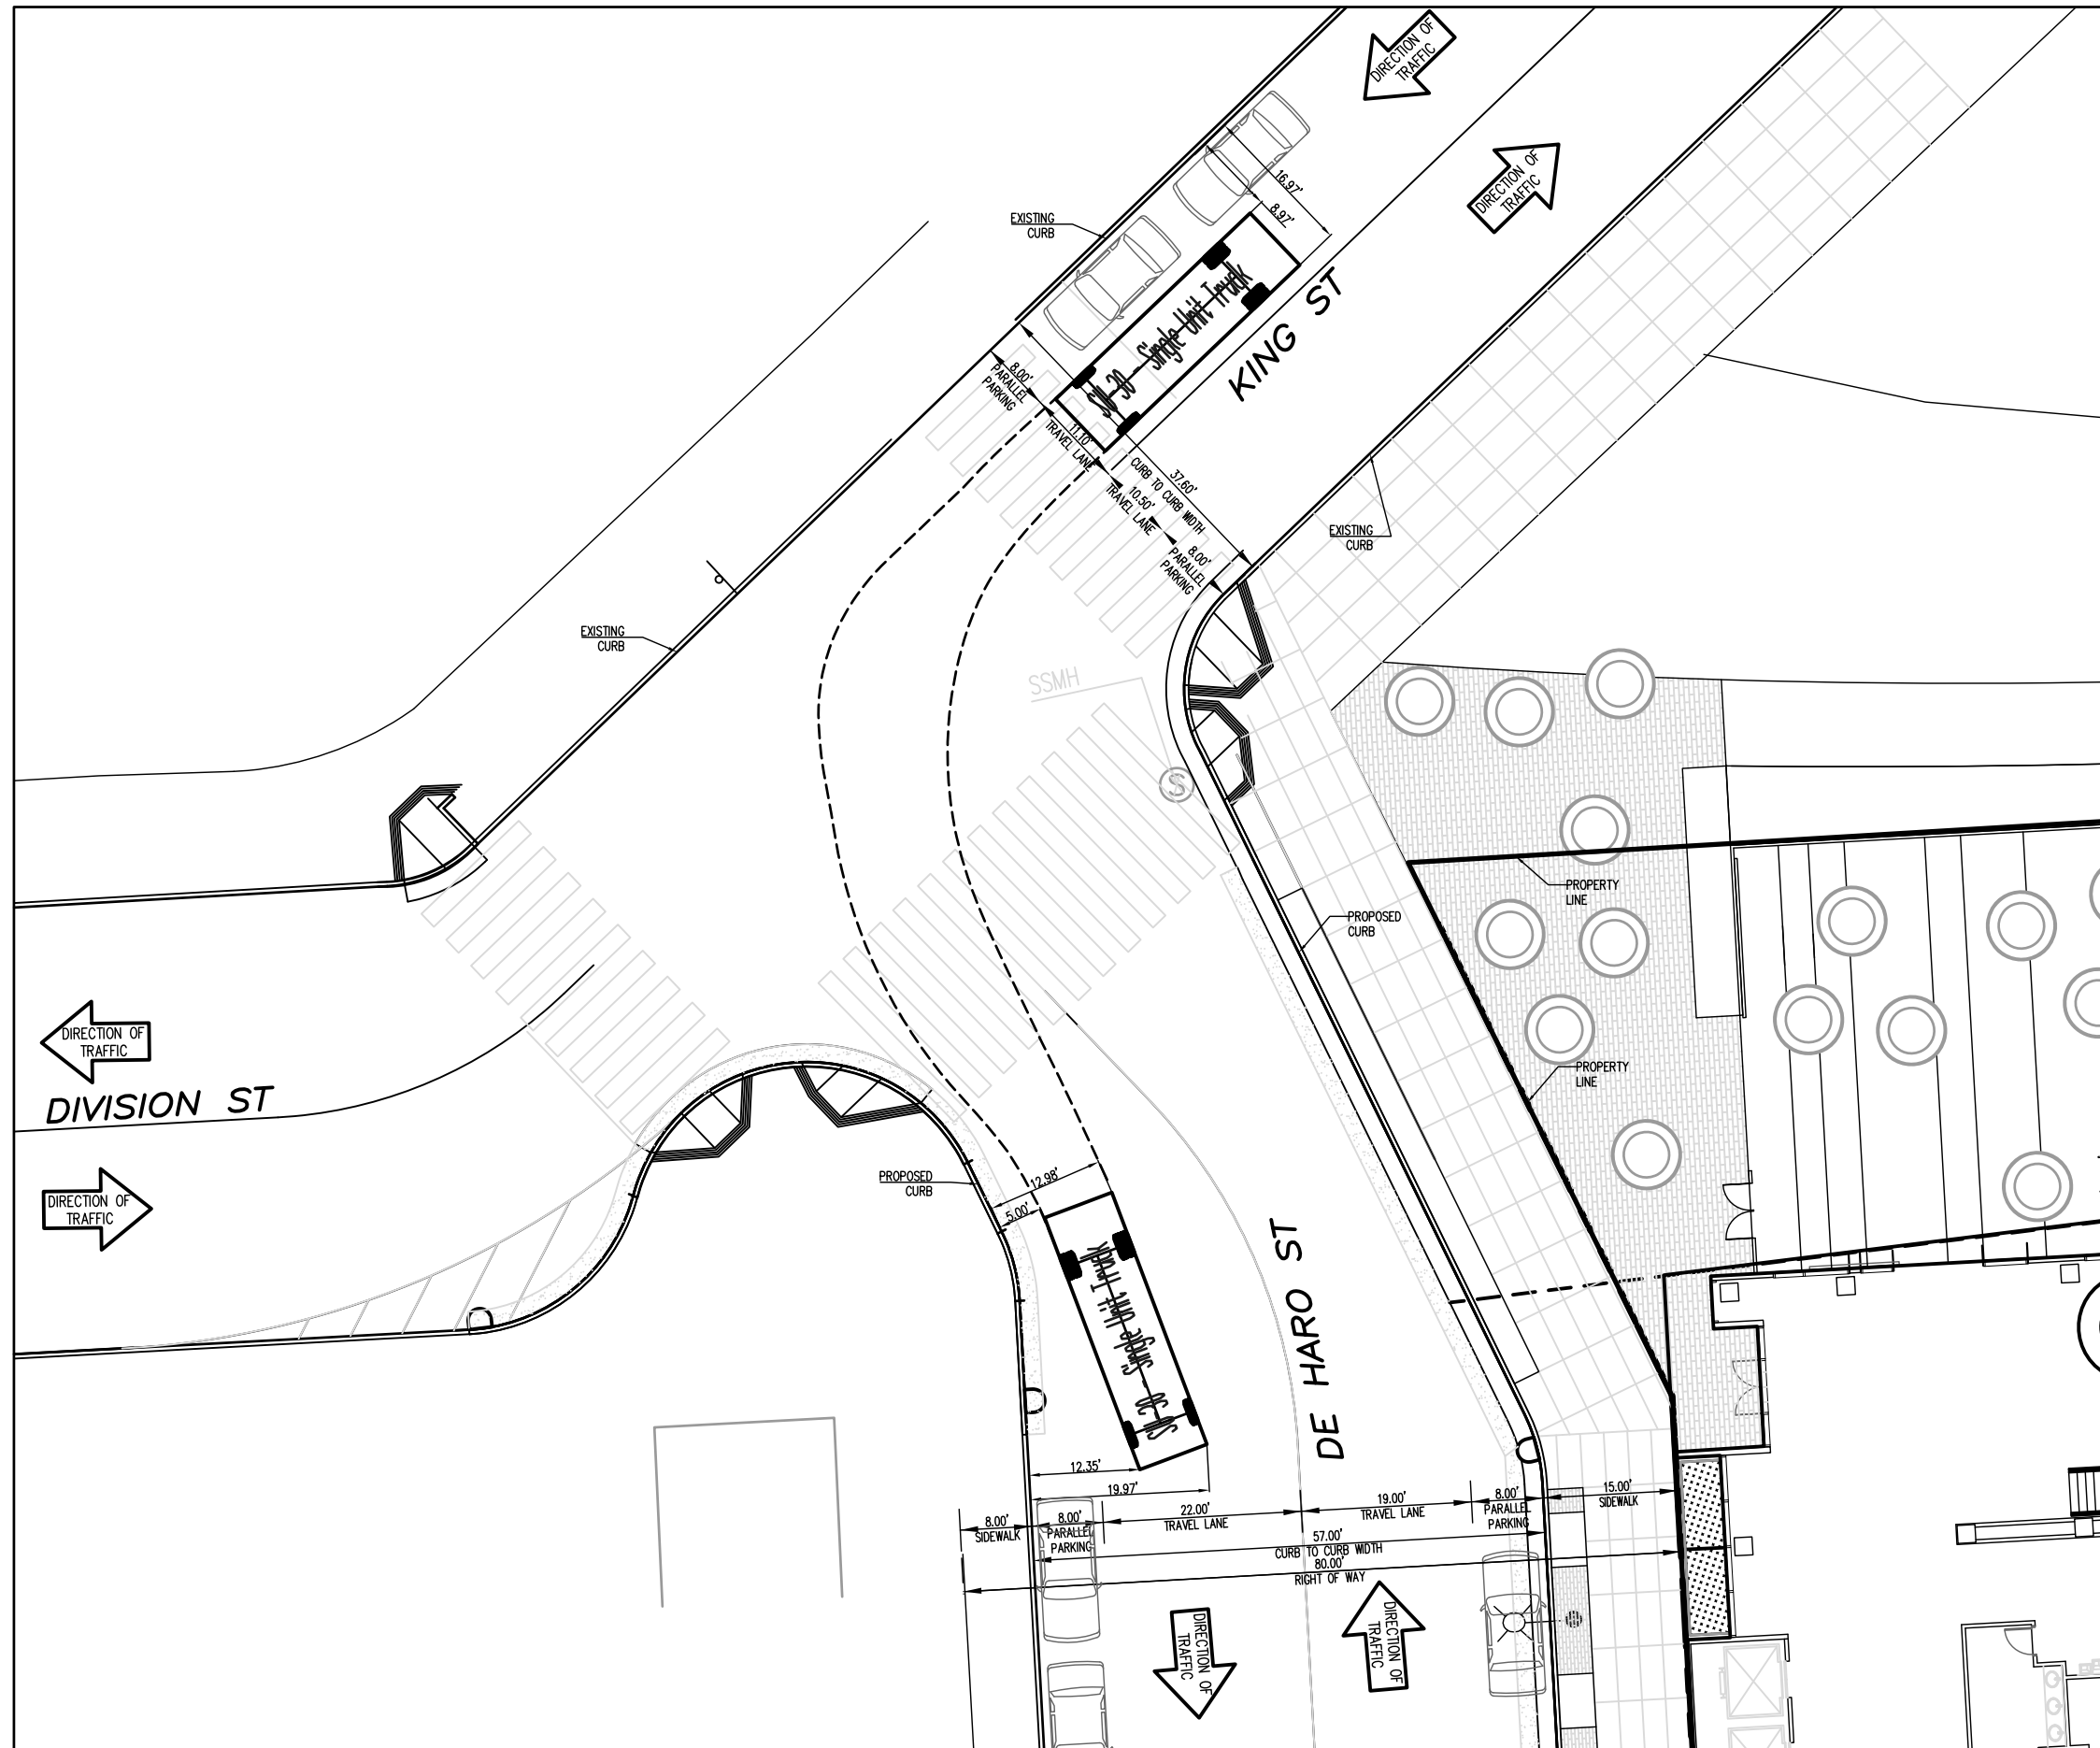 DIRECTION OF
TRAFFIC
DIRECTION OF
TRAFFIC
16.97'
8.97'
EXISTING
CURB
SU-30 - Single Unit Truck
KING ST
8.00'
PARALLEL
PARKING
11.10'
TRAVEL LANE
37.60'
CURB TO CURB WIDTH
10.50'
TRAVEL LANE
8.00'
PARALLEL
PARKING
EXISTING
CURB
EXISTING
CURB
SSMH
S
PROPERTY
LINE
PROPOSED
CURB
DIRECTION OF
TRAFFIC
DIVISION ST
PROPERTY
LINE
DIRECTION OF
TRAFFIC
PROPOSED
CURB
12.98'
5.00'
SU-30 - Single Unit Truck
DE HARO ST
12.35'
19.97'
8.00'
SIDEWALK
8.00'
PARALLEL
PARKING
22.00'
TRAVEL LANE
19.00'
TRAVEL LANE
8.00'
PARALLEL
PARKING
15.00'
SIDEWALK
57.00'
CURB TO CURB WIDTH
80.00'
RIGHT OF WAY
DIRECTION OF
TRAFFIC
DIRECTION OF
TRAFFIC